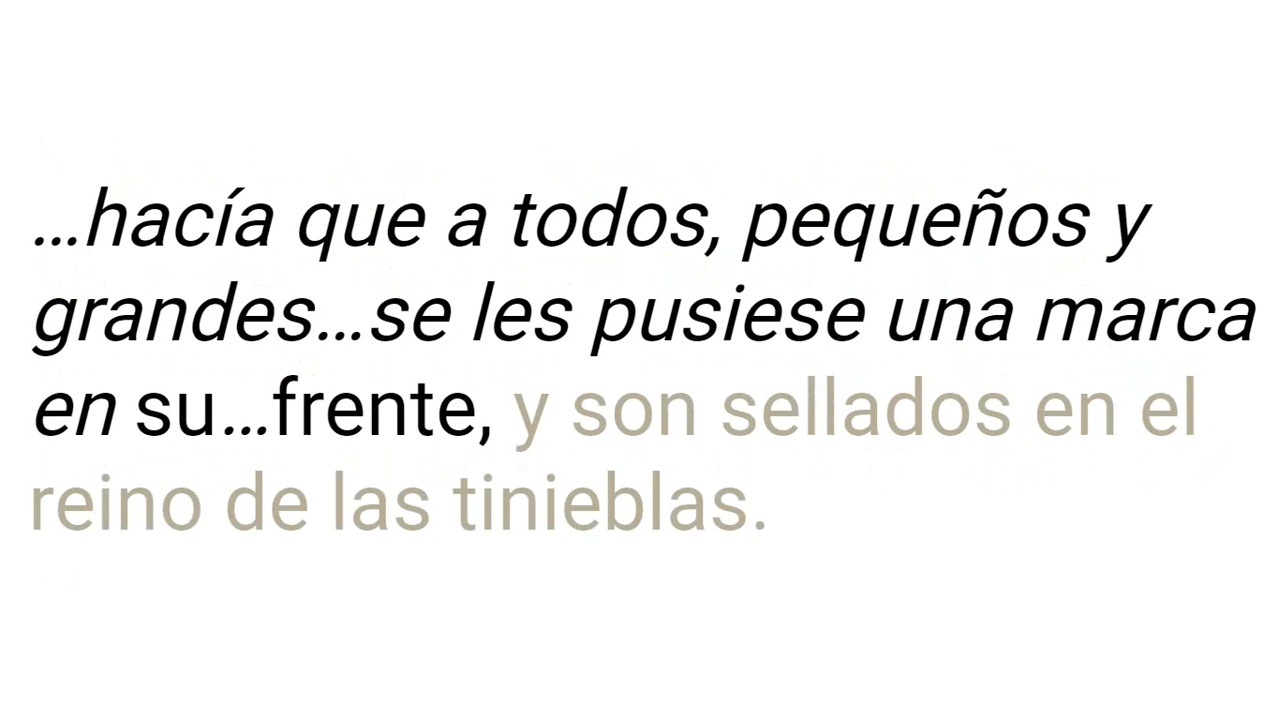 …hacía que a todos, pequeños y
grandes…se les pusiese una marca
en su…frente, y son sellados en el
reino de las tinieblas.